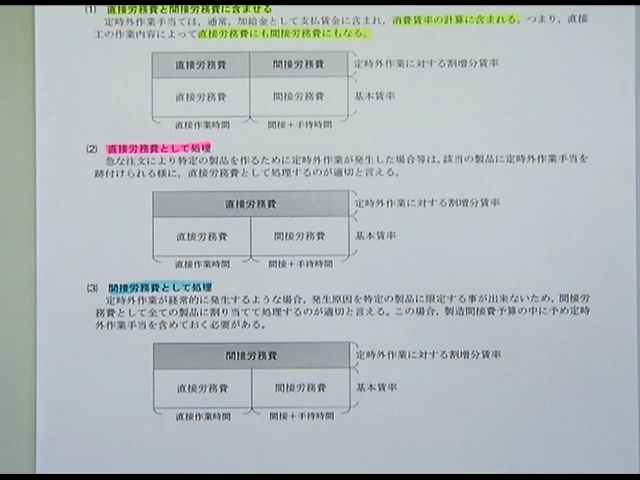 (1) 直接労務費と間接労務費に含ませる
定時外作業手当ては，通常，加給金として支払賃金に含まれ，消費賃率の計算に含まれる。つまり，直接
工の作業内容によって直接労務費にも間接労務費にもなる。
直接労務費 間接労務費 定時外作業に対する割増分賃率
直接労務費 間接労務費 基本賃率
直接作業時間 間接＋手待時間
(2) 直接労務費として処理
急な注文により特定の製品を作るために定時外作業が発生した場合等は，該当の製品に定時外作業手当を
跡付けられる様に，直接労務費として処理するのが適切と言える。
直接労務費 定時外作業に対する割増分賃率
直接労務費 間接労務費 基本賃率
直接作業時間 間接＋手待時間
(3) 間接労務費として処理
定時外作業が経常的に発生するような場合，発生原因を特定の製品に限定する事が出来ないため，間接労
務費として全ての製品に割り当てて処理するのが適切と言える。この場合，製造間接費予算の中に予め定時
外作業手当を含めておく必要がある。
間接労務費 定時外作業に対する割増分賃率
直接労務費 間接労務費 基本賃率
直接作業時間 間接＋手待時間